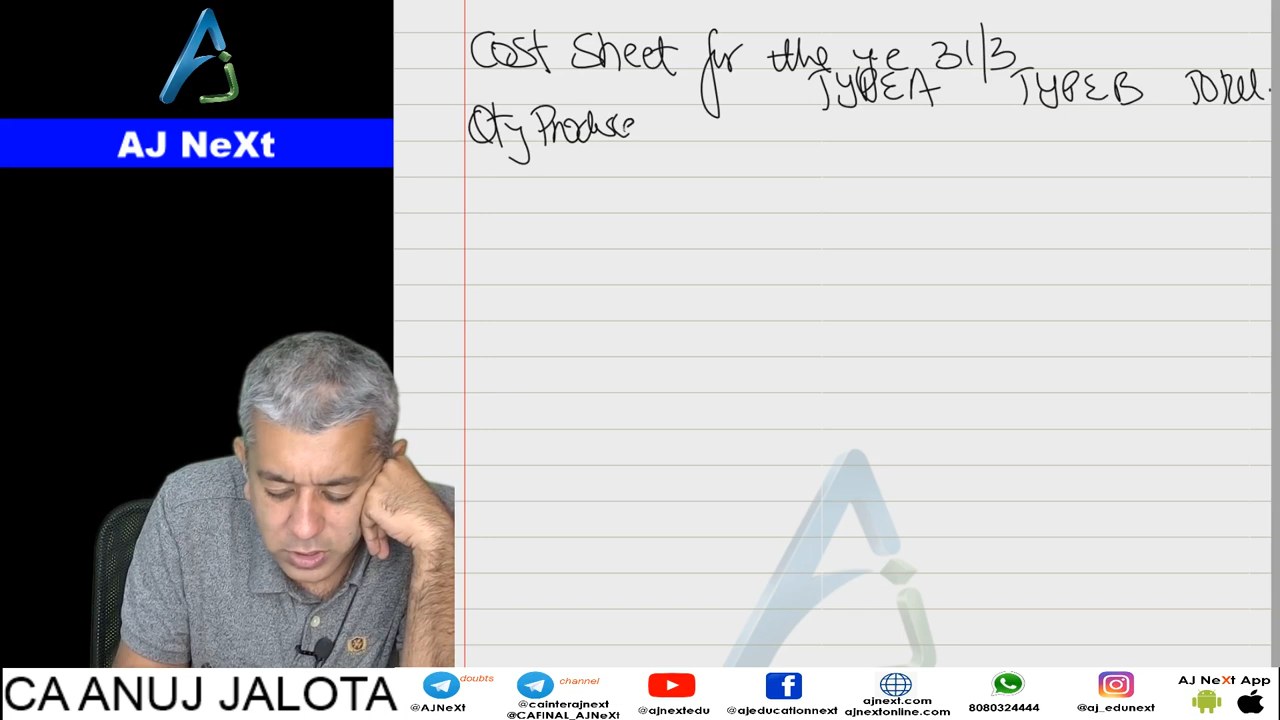 AJ NeXt
Cost Sheet for the ye 31/3
TYPE A TYPE B Total.
Qty Produce
CA ANUJ JALOTA
doubts
@AJNeXt
channel
@cainterajnext
@CAFINAL_AJNeXt
@ajnextedu
@ajeducationnext
ajnext.com
ajnextonline.com
8080324444
@aj_edunext
AJ NeXt App